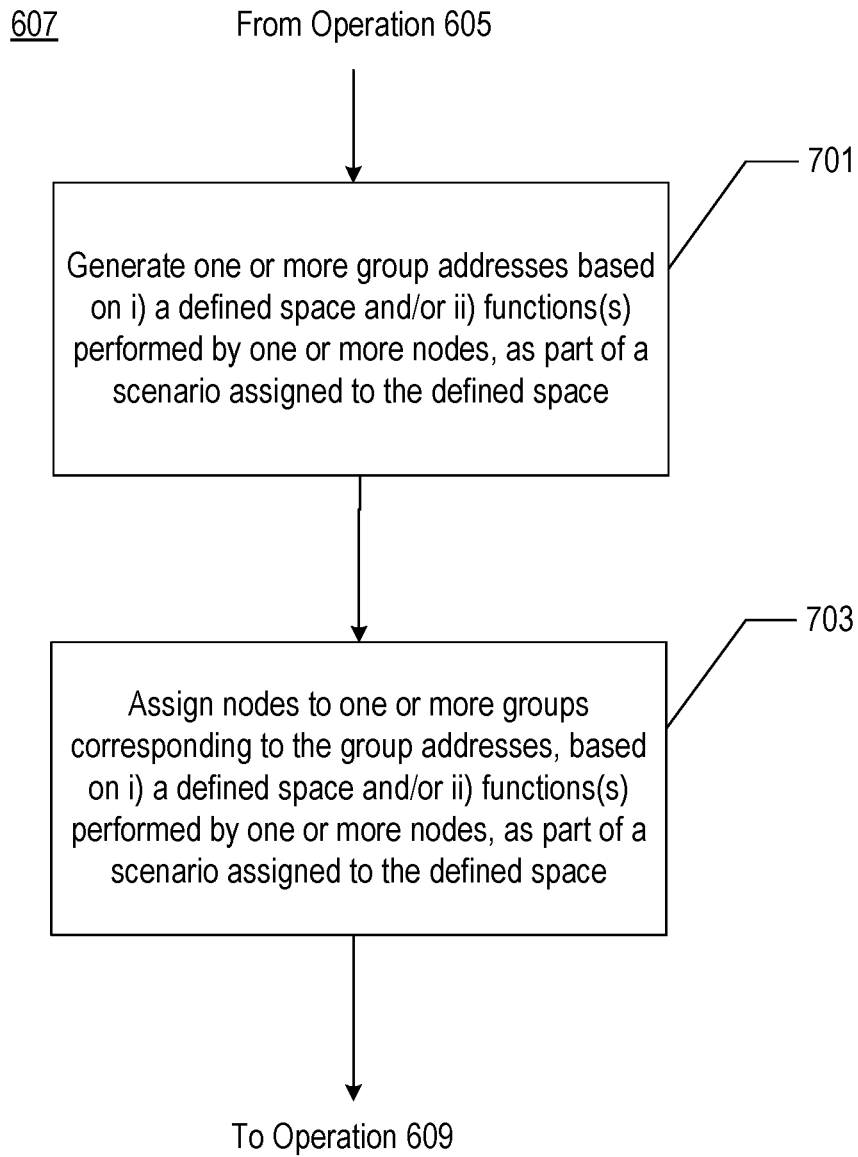 607
From Operation 605
701
Generate one or more group addresses based
on i) a defined space and/or ii) functions(s)
performed by one or more nodes, as part of a
scenario assigned to the defined space
703
Assign nodes to one or more groups
corresponding to the group addresses, based
on i) a defined space and/or ii) functions(s)
performed by one or more nodes, as part of a
scenario assigned to the defined space
To Operation 609